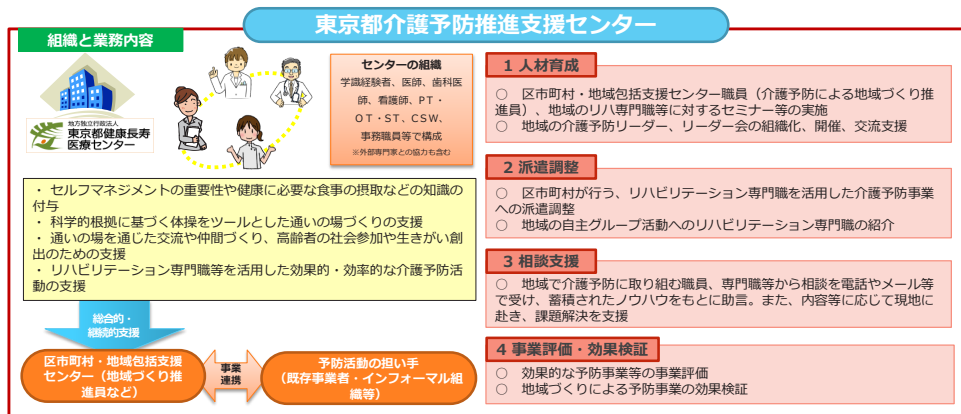 東京都介護予防推進支援センター
組織と業務内容
地方独立行政法人
東京都健康長寿
医療センター
センターの組織
学識経験者、医師、歯科医
師、看護師、PT・
OT・ST、CSW、
事務職員等で構成
※外部専門家との協力も含む
・ セルフマネジメントの重要性や健康に必要な食事の摂取などの知識の
付与
・ 科学的根拠に基づく体操をツールとした通いの場づくりの支援
・ 通いの場を通じた交流や仲間づくり、高齢者の社会参加や生きがい創
出のための支援
・ リハビリテーション専門職等を活用した効果的・効率的な介護予防活
動の支援
総合的・
継続的支援
区市町村・地域包括支援
センター（地域づくり推
進員など）
事業
連携
予防活動の担い手
（既存事業者・インフォーマル組
織等）
1 人材育成
○ 区市町村・地域包括支援センター職員（介護予防による地域づくり推
進員）、地域のリハ専門職等に対するセミナー等の実施
○ 地域の介護予防リーダー、リーダー会の組織化、開催、交流支援
2 派遣調整
○ 区市町村が行う、リハビリテーション専門職を活用した介護予防事業
への派遣調整
○ 地域の自主グループ活動へのリハビリテーション専門職の紹介
3 相談支援
○ 地域で介護予防に取り組む職員、専門職等から相談を電話やメール等
で受け、蓄積されたノウハウをもとに助言。また、内容等に応じて現地に
赴き、課題解決を支援
4 事業評価・効果検証
○ 効果的な予防事業等の事業評価
○ 地域づくりによる予防事業の効果検証